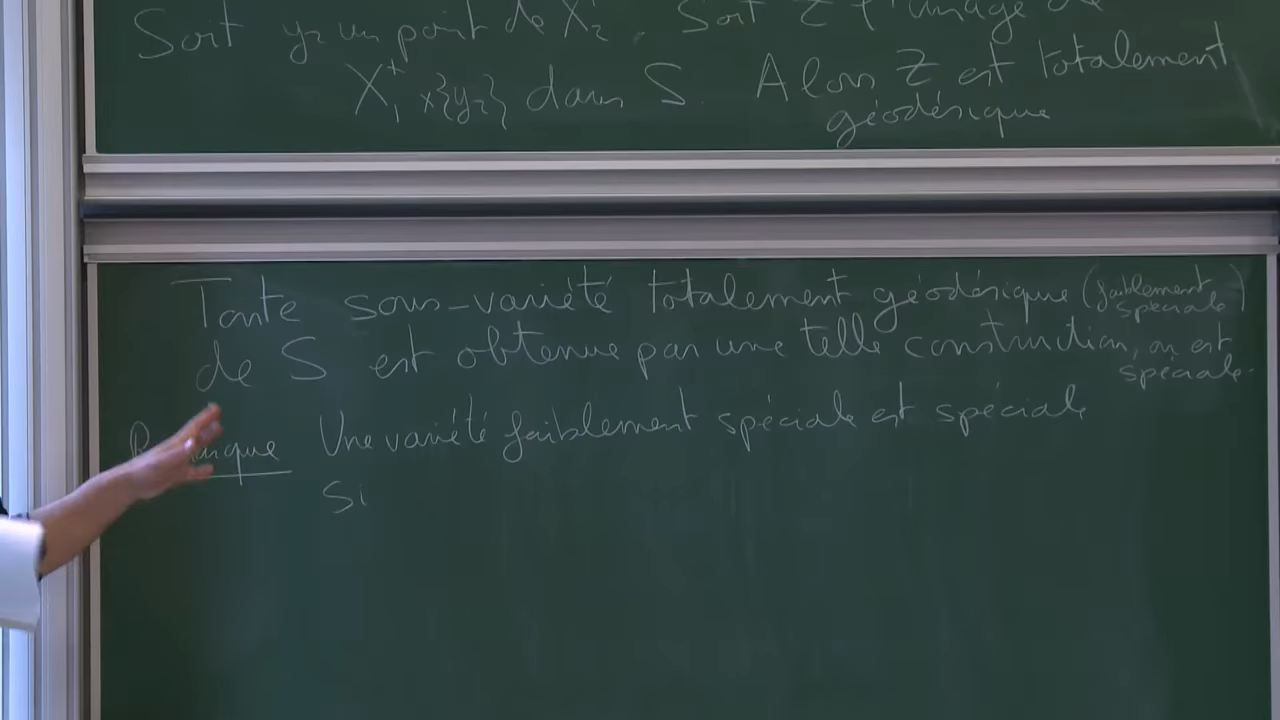 Soit y₂ un point de X₂⁺. Soit Z l'image de
X₁⁺ x{y₂} dans S. Alors Z est totalement
géodésique
Toute sous-variété totalement géodésique (faiblement
spéciale)
de S est obtenue par une telle construction, ou est
spéciale.
Remarque Une variété faiblement spéciale est spéciale
si